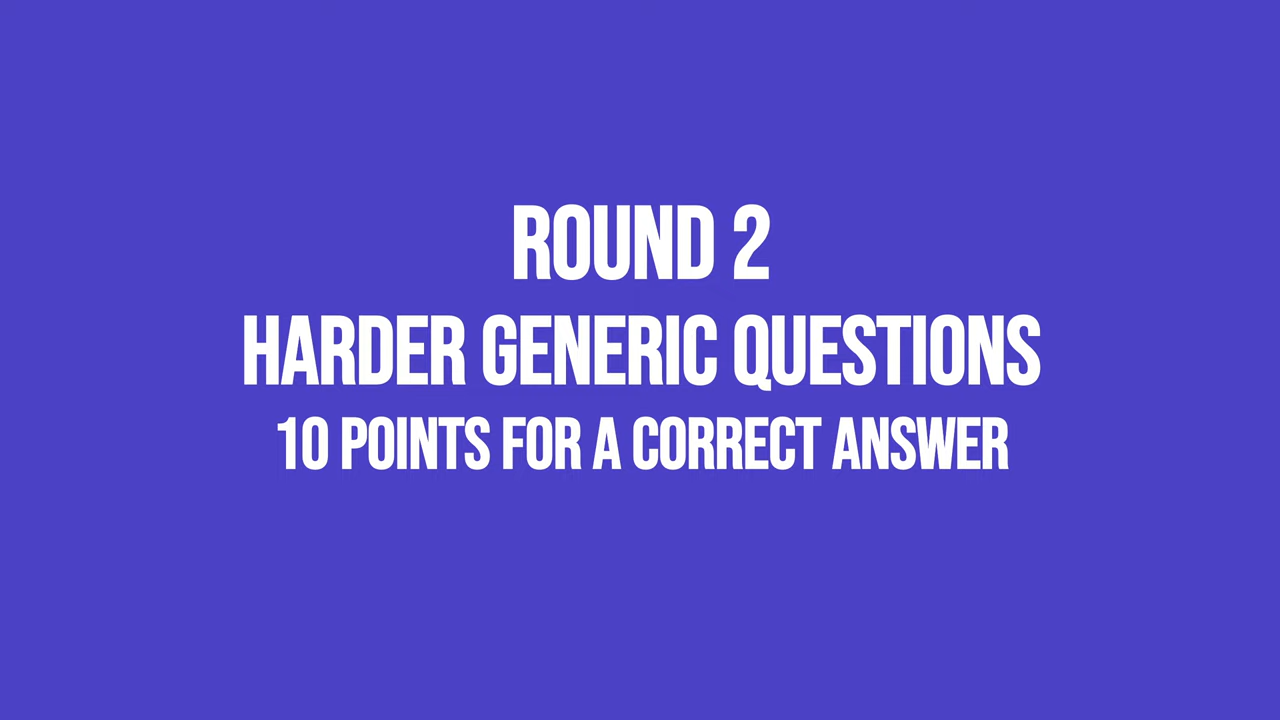 ROUND 2
HARDER GENERIC QUESTIONS
10 POINTS FOR A CORRECT ANSWER